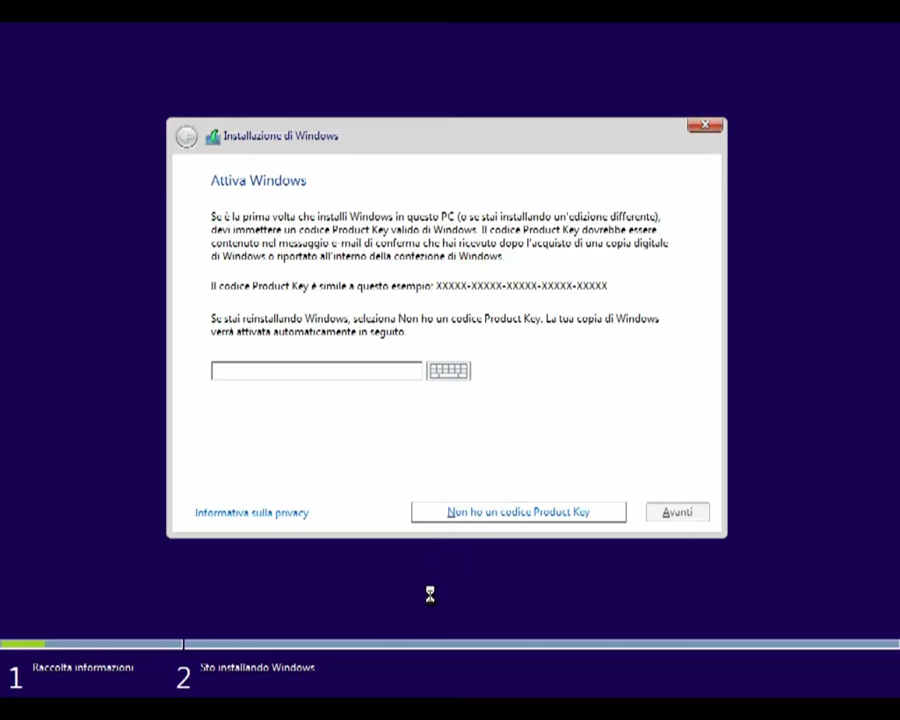 Installazione di Windows
Attiva Windows
Se è la prima volta che installi Windows in questo PC (o se stai installando un'edizione differente),
devi immettere un codice Product Key valido di Windows. Il codice Product Key dovrebbe essere
contenuto nel messaggio e-mail di conferma che hai ricevuto dopo l'acquisto di una copia digitale
di Windows o riportato all'interno della confezione di Windows.
Il codice Product Key è simile a questo esempio: XXXXX-XXXXX-XXXXX-XXXXX-XXXXX
Se stai reinstallando Windows, seleziona Non ho un codice Product Key. La tua copia di Windows
verrà attivata automaticamente in seguito.
Informativa sulla privacy
Non ho un codice Product Key
Avanti
1 Raccolta informazioni
2 Sto installando Windows